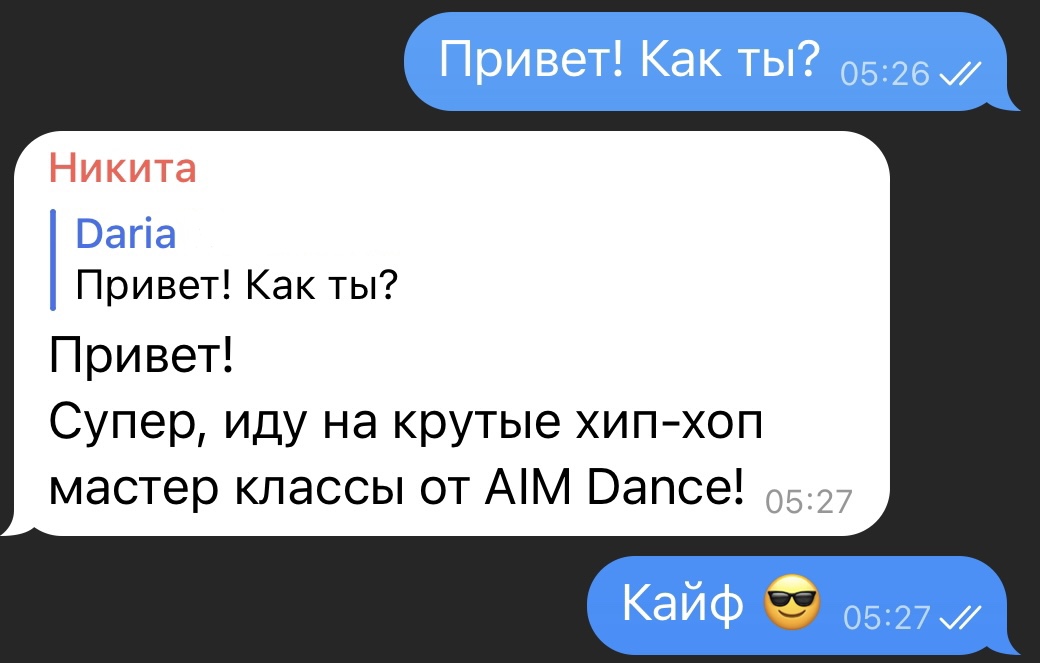 Привет! Как ты? 05:26
Никита
Daria
Привет! Как ты?
Привет!
Супер, иду на крутые хип-хоп
мастер классы от AIM Dance! 05:27
Кайф 😎 05:27